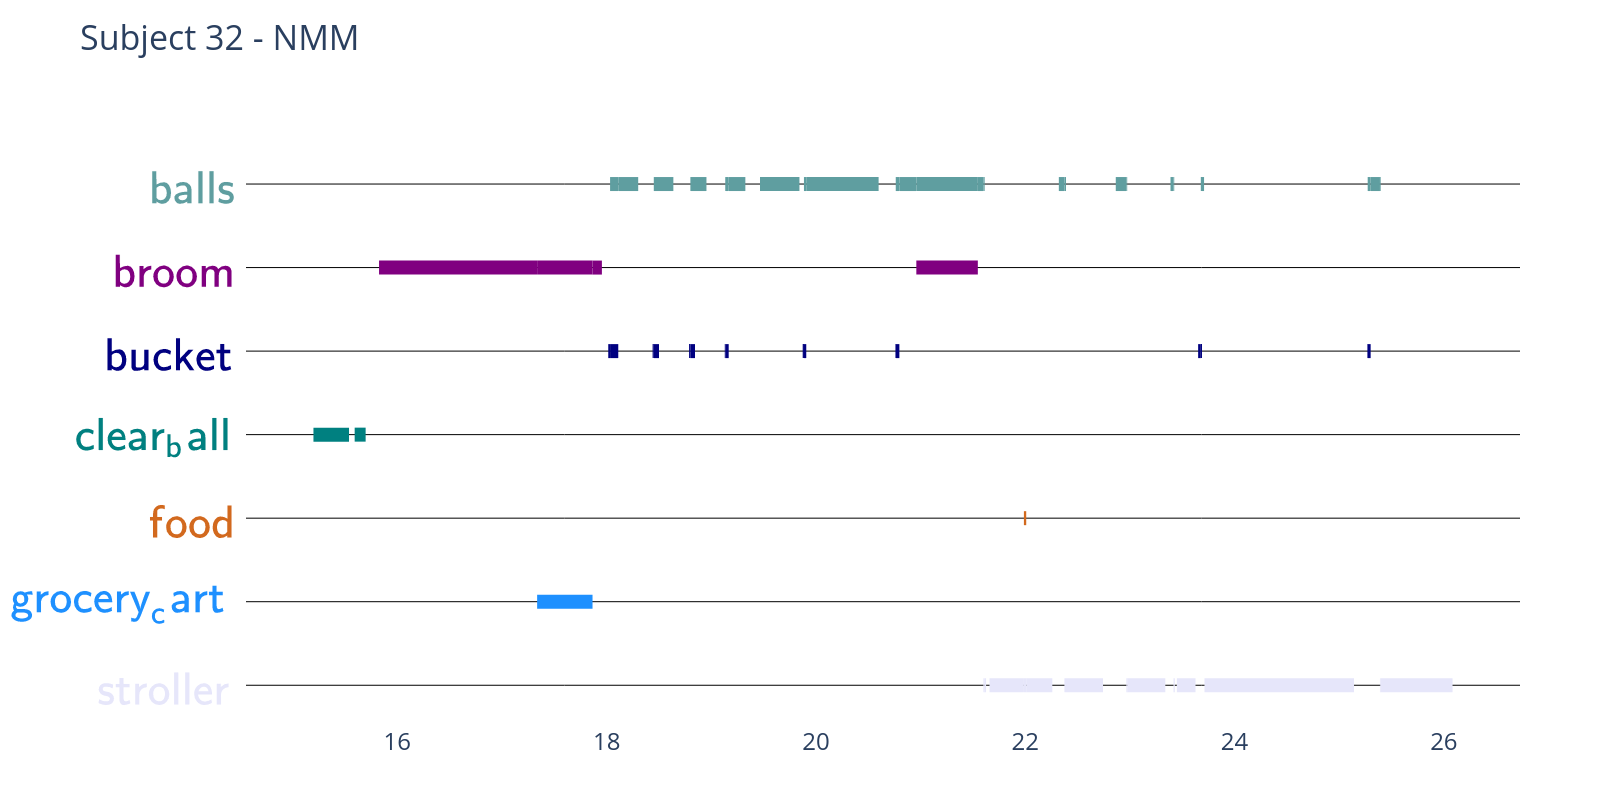 Subject 32 - NMM
balls
broom
bucket
clear_ball
food
grocery_cart
stroller
16 18 20 22 24 26